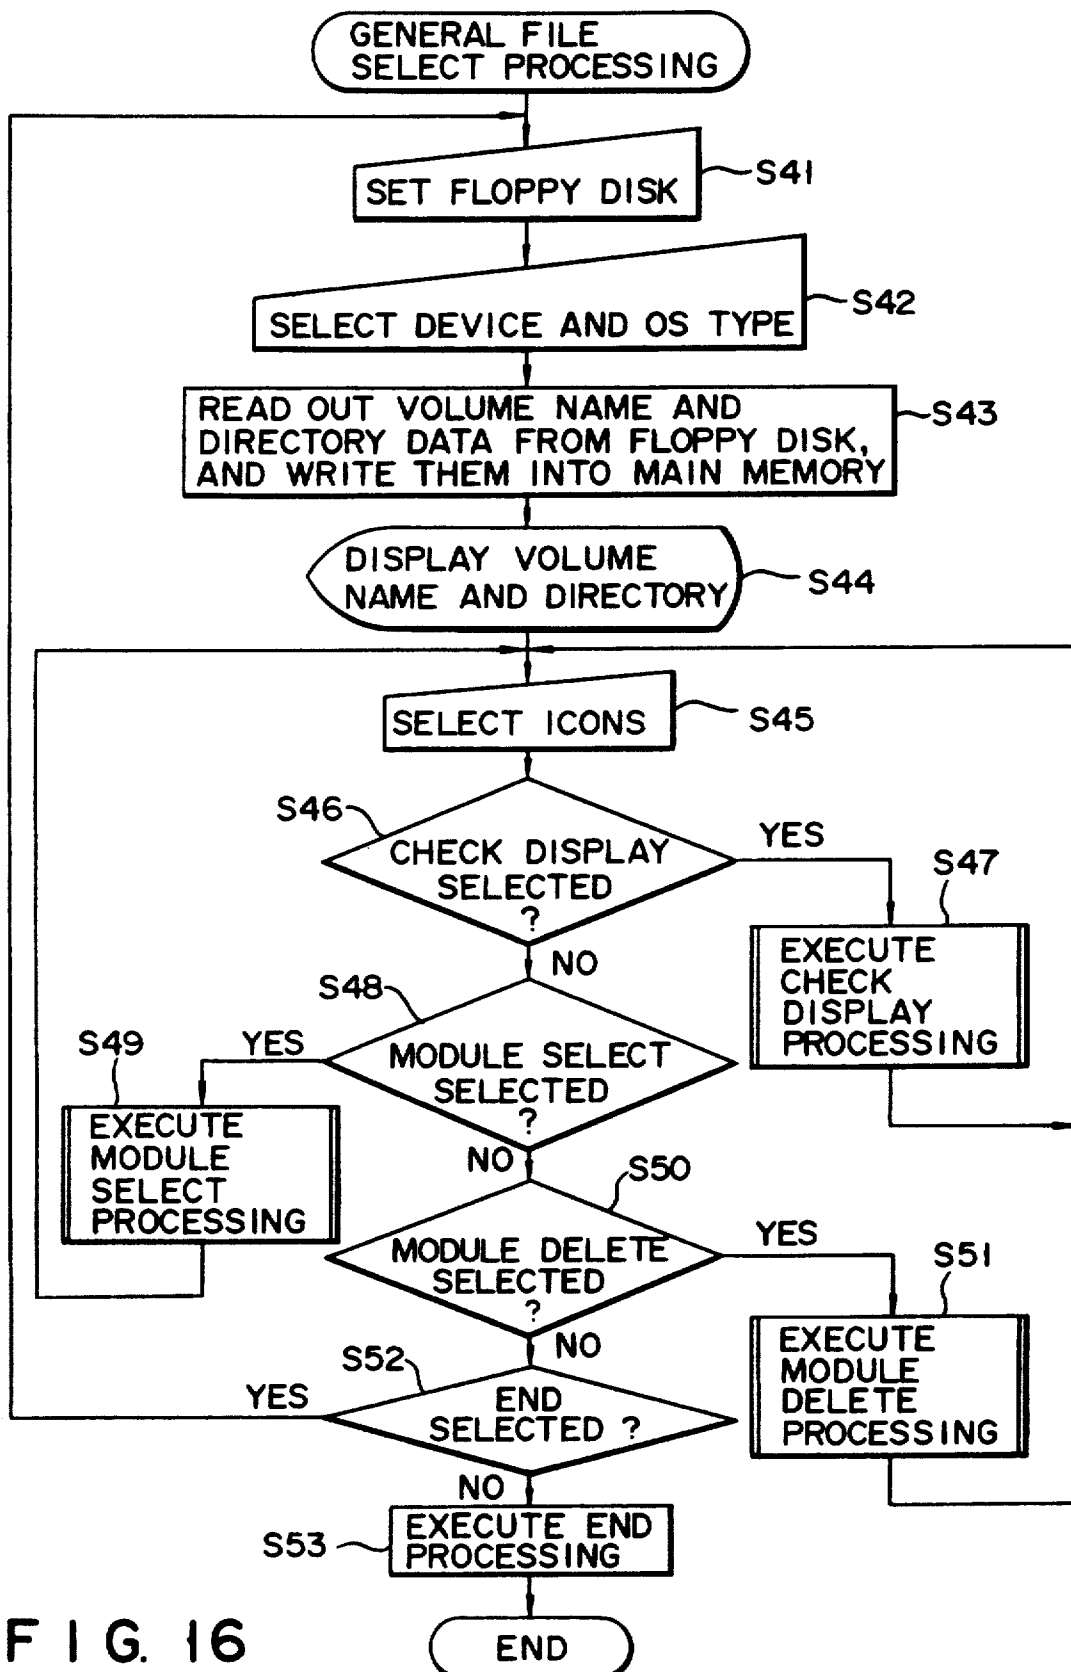 GENERAL FILE
SELECT PROCESSING
SET FLOPPY DISK
S41
SELECT DEVICE AND OS TYPE
S42
READ OUT VOLUME NAME AND
DIRECTORY DATA FROM FLOPPY DISK,
AND WRITE THEM INTO MAIN MEMORY
S43
DISPLAY VOLUME
NAME AND DIRECTORY
S44
SELECT ICONS
S45
S46
CHECK DISPLAY
SELECTED
?
YES
S47
EXECUTE
CHECK
DISPLAY
PROCESSING
NO
S48
MODULE SELECT
SELECTED
?
YES
S49
EXECUTE
MODULE
SELECT
PROCESSING
NO
S50
MODULE DELETE
SELECTED
?
YES
S51
EXECUTE
MODULE
DELETE
PROCESSING
NO
S52
END
SELECTED ?
YES
NO
S53
EXECUTE END
PROCESSING
END
FIG. 16